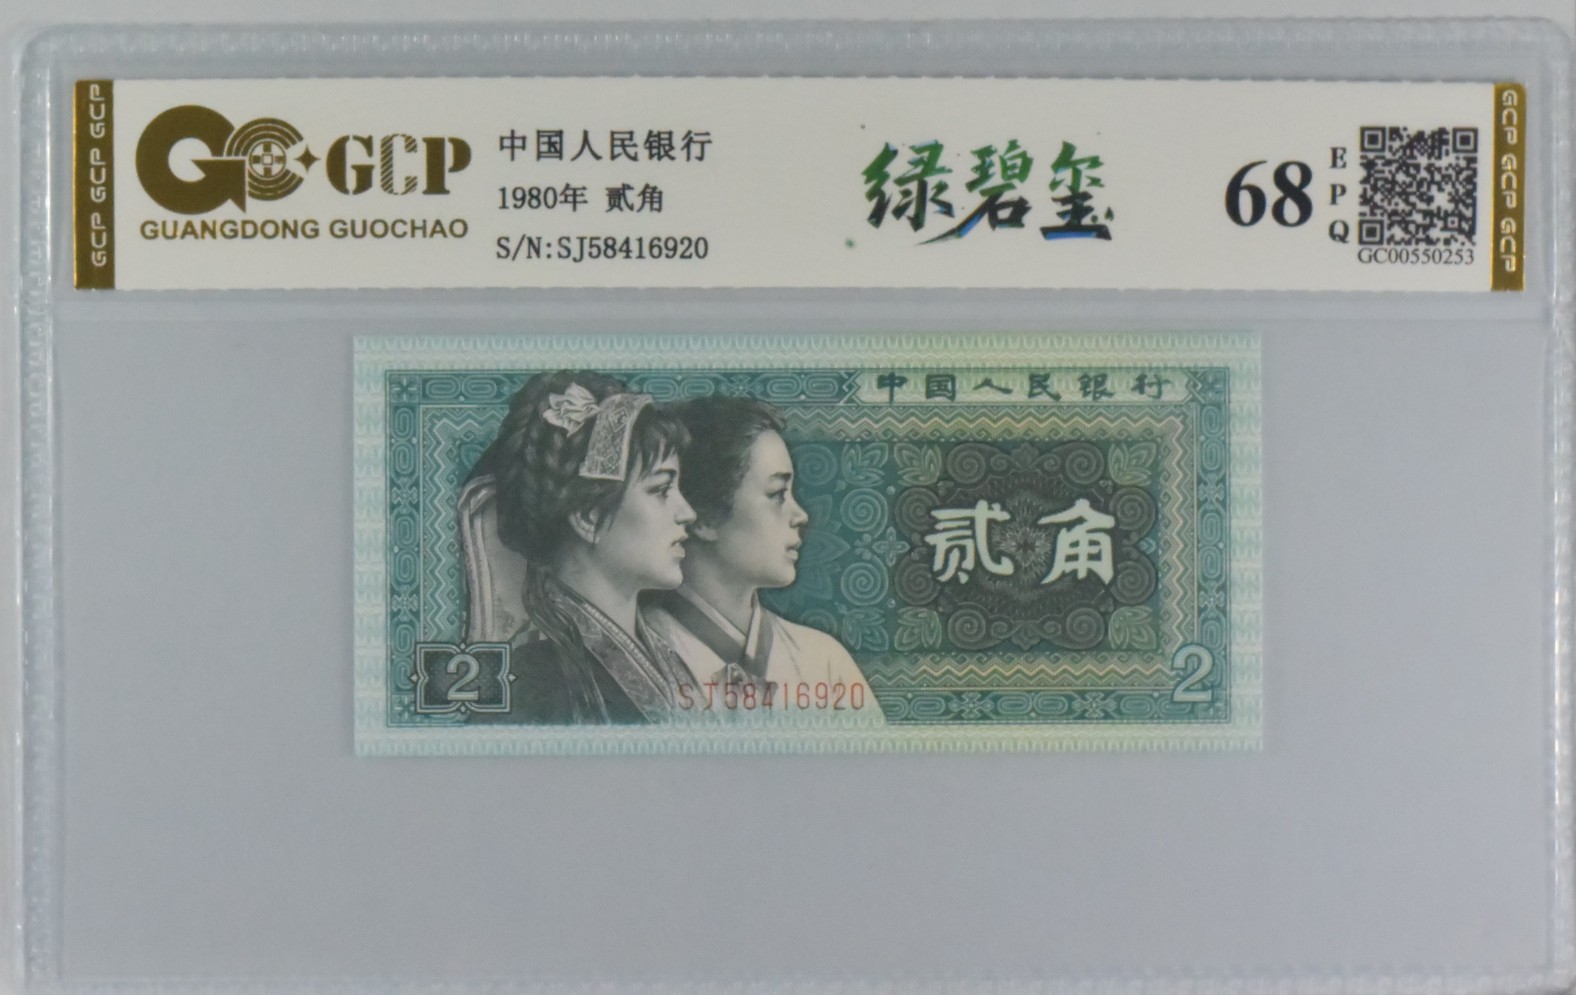 GCP GCP GCP
GCP
GUANGDONG GUOCHAO
中国人民银行
1980年 贰角
S/N:SJ58416920
绿碧玺
68
EPQ
GC00550253
GCP GCP GCP
中国人民银行
贰角
2
2
SJ58416920